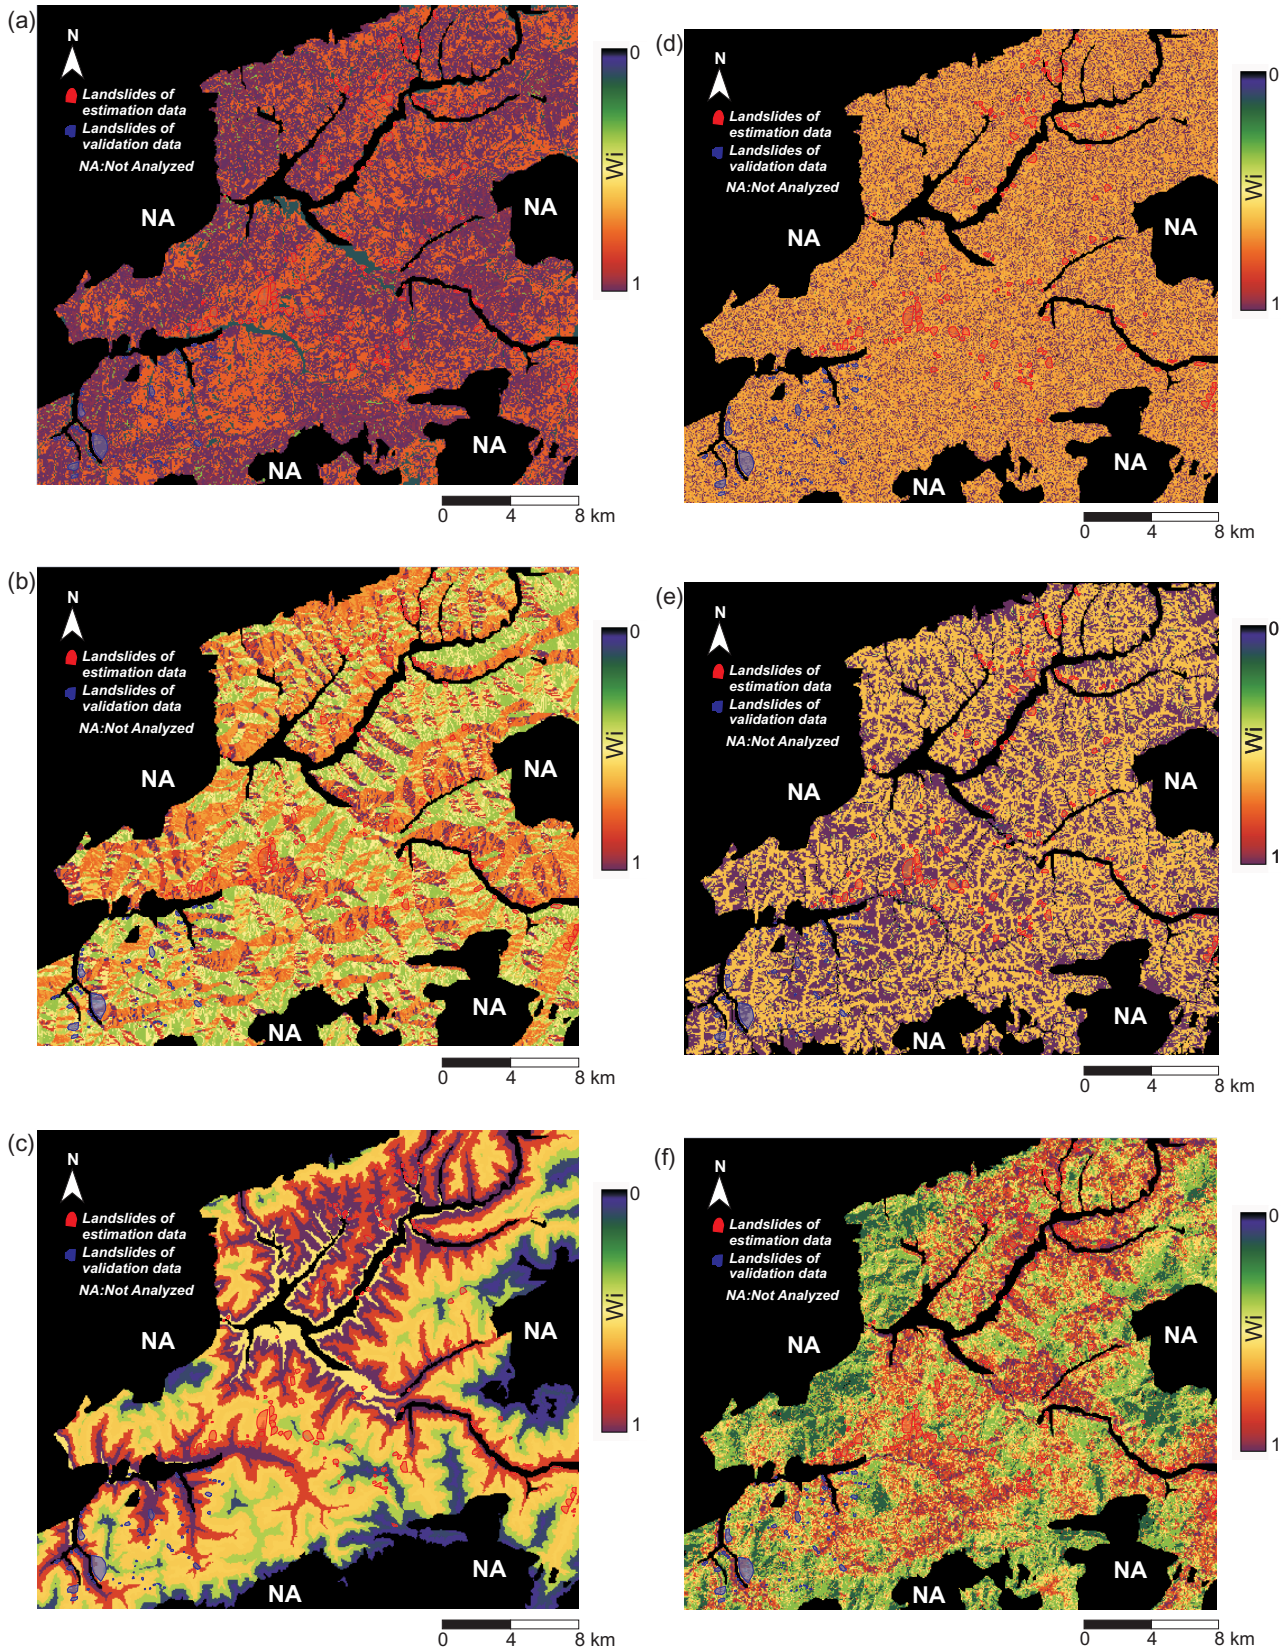 (a)
N
Landslides of
estimation data
Landslides of
validation data
NA:Not Analyzed
NA
NA
NA
NA
0
Wi
1
0 4 8 km
(d)
N
Landslides of
estimation data
Landslides of
validation data
NA:Not Analyzed
NA
NA
NA
NA
0
Wi
1
0 4 8 km
(b)
N
Landslides of
estimation data
Landslides of
validation data
NA:Not Analyzed
NA
NA
NA
NA
0
Wi
1
0 4 8 km
(e)
N
Landslides of
estimation data
Landslides of
validation data
NA:Not Analyzed
NA
NA
NA
NA
0
Wi
1
0 4 8 km
(c)
N
Landslides of
estimation data
Landslides of
validation data
NA:Not Analyzed
NA
NA
NA
NA
0
Wi
1
0 4 8 km
(f)
N
Landslides of
estimation data
Landslides of
validation data
NA:Not Analyzed
NA
NA
NA
NA
0
Wi
1
0 4 8 km